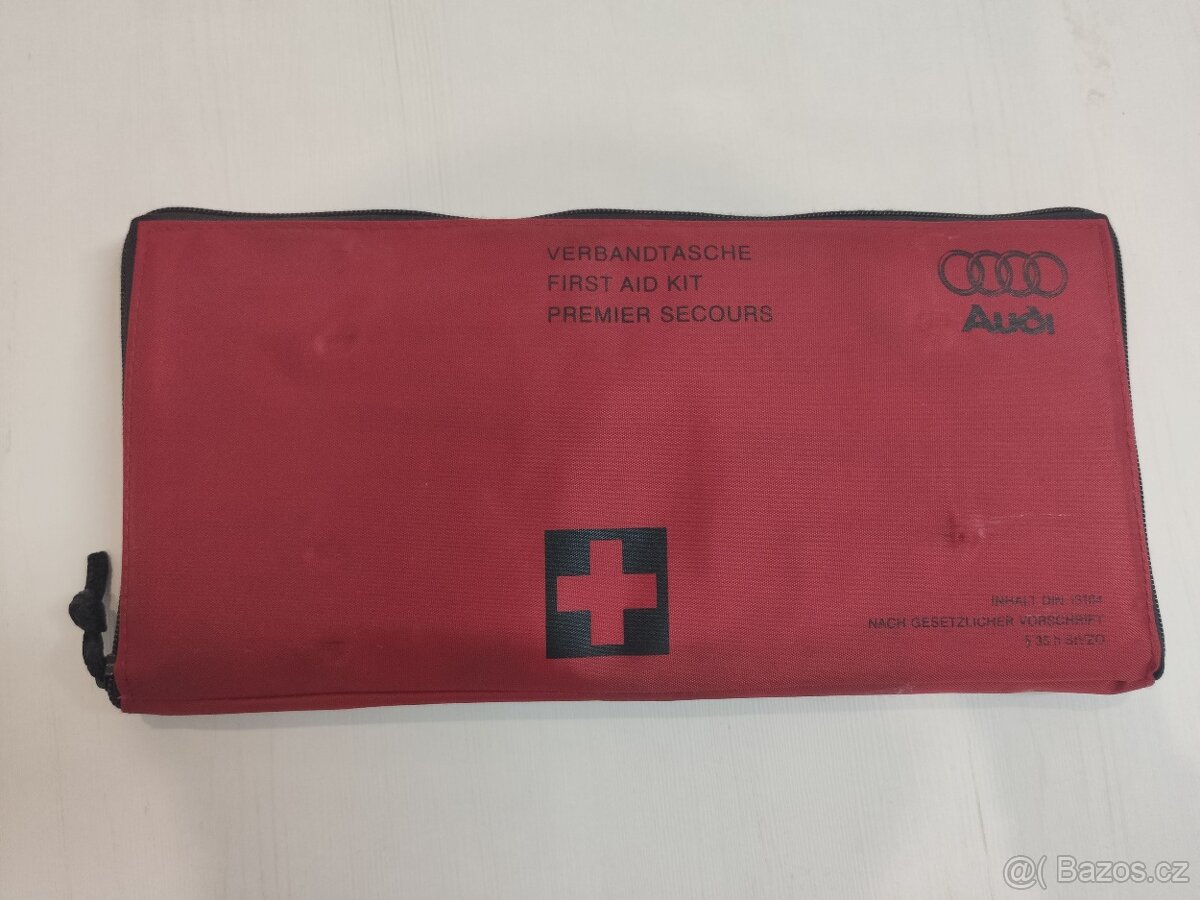 VERBANDTASCHE
FIRST AID KIT
PREMIER SECOURS
Audi
INHALT DIN 13164
NACH GESETZLICHER VORSCHRIFT
§ 35 h StVZO
@( Bazos.cz